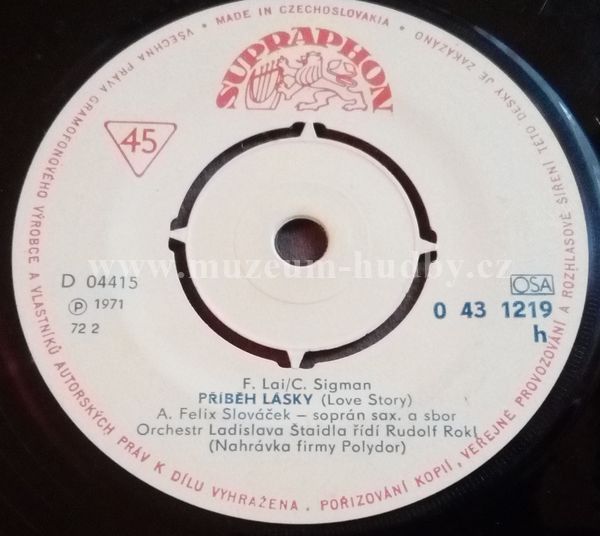 VŠECHNA PRÁVA GRAMOFONOVÉHO VÝROBCE A VLASTNÍKŮ AUTORSKÝCH PRÁV K DÍLU VYHRAŽENA. POŘIZOVÁNÍ KOPIÍ, VEŘEJNÉ PROVOZOVÁNÍ A ROZHLASOVÉ ŠÍŘENÍ TÉTO DESKY JE ZAKÁZÁNO
• MADE IN CZECHOSLOVAKIA •
SUPRAPHON
45
www.muzeum-hudby.cz
D 04415
℗ 1971
72 2
OSA
0 43 1219
h
F. Lai/C. Sigman
PŘÍBĚH LÁSKY (Love Story)
A. Felix Slováček – soprán sax. a sbor
Orchestr Ladislava Štaidla řídí Rudolf Rokl
(Nahrávka firmy Polydor)